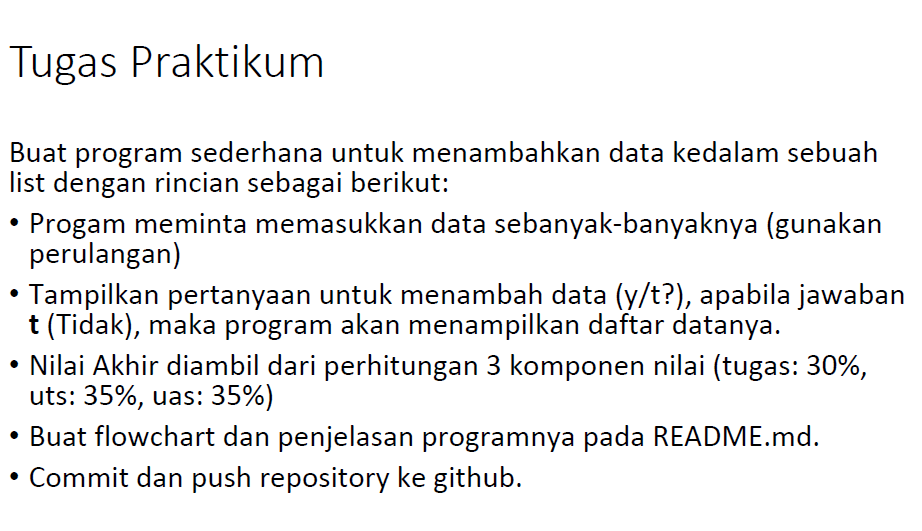 Tugas Praktikum
Buat program sederhana untuk menambahkan data kedalam sebuah
list dengan rincian sebagai berikut:
• Progam meminta memasukkan data sebanyak-banyaknya (gunakan
perulangan)
• Tampilkan pertanyaan untuk menambah data (y/t?), apabila jawaban
t (Tidak), maka program akan menampilkan daftar datanya.
• Nilai Akhir diambil dari perhitungan 3 komponen nilai (tugas: 30%,
uts: 35%, uas: 35%)
• Buat flowchart dan penjelasan programnya pada README.md.
• Commit dan push repository ke github.